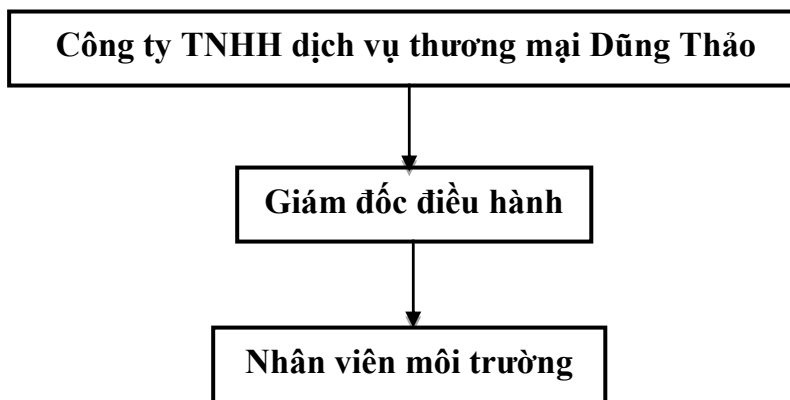 Công ty TNHH dịch vụ thương mại Dũng Thảo
Giám đốc điều hành
Nhân viên môi trường